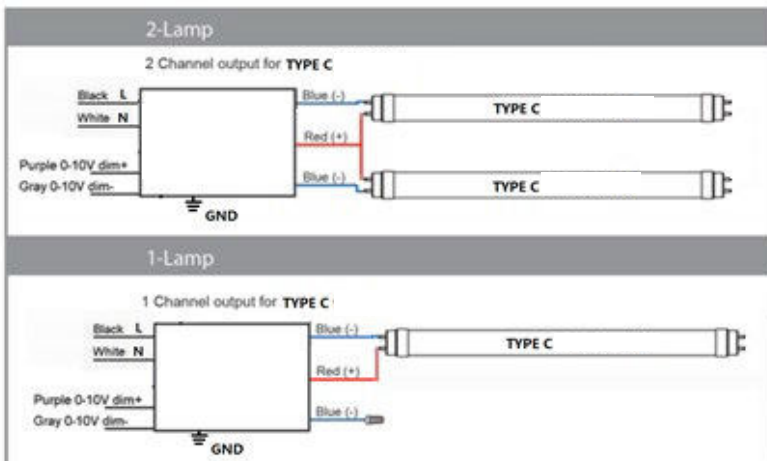 2-Lamp
2 Channel output for TYPE C
Black L
Blue (-)
TYPE C
White N
Red (+)
Purple 0-10V dim+
Gray 0-10V dim-
Blue (-)
TYPE C
GND
1-Lamp
1 Channel output for TYPE C
Black L
Blue (-)
TYPE C
White N
Red (+)
Purple 0-10V dim+
Gray 0-10V dim-
Blue (-)
GND